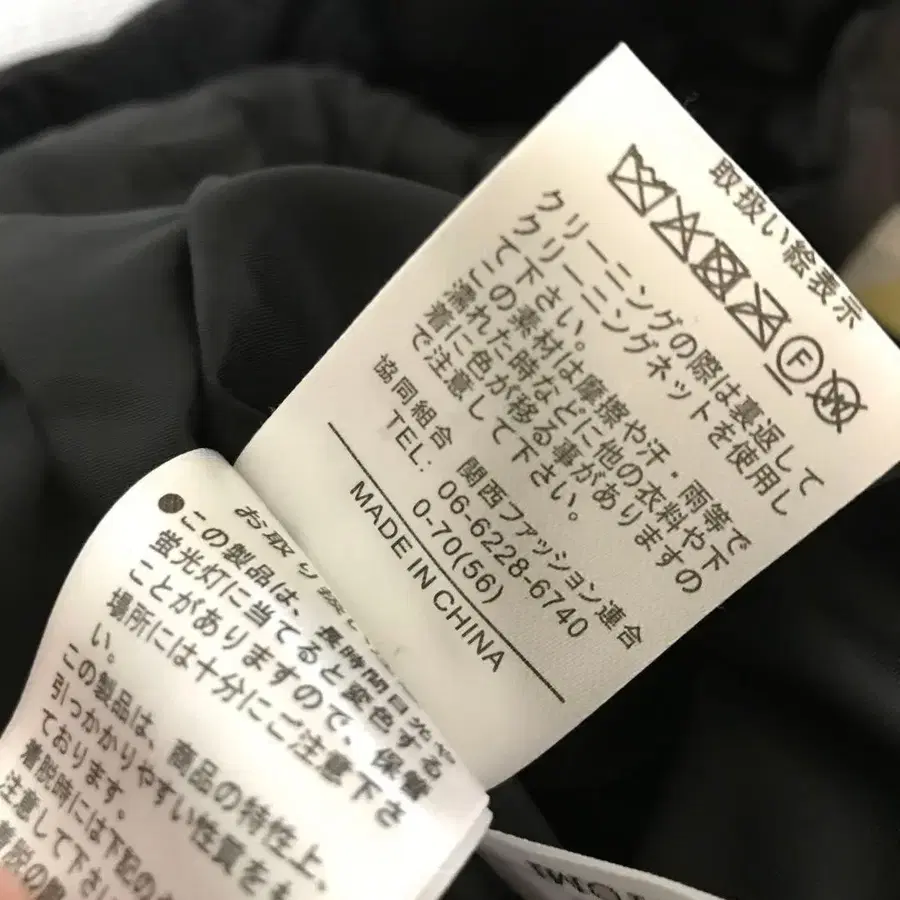 取扱い絵表示
F
W
クリーニングの際は裏返して
クリーニングネットを使用し
て下さい。
この素材は摩擦や汗・雨等で
濡れた時などに他の衣料や下
着に色が移る事がありますの
で注意して下さい。
協同組合 関西ファッション連合
TEL: 06-6228-6740
0-70(56)
MADE IN CHINA
お取り扱
●この製品は、長時間日光や
蛍光灯に当てると変色する
ことがありますので、保管
場所には十分にご注意下さ
い。
この製品は、商品の特性上、
引っかかりやすい性質をも
ております。
着脱時には下記の
注意して下さい
着脱の際